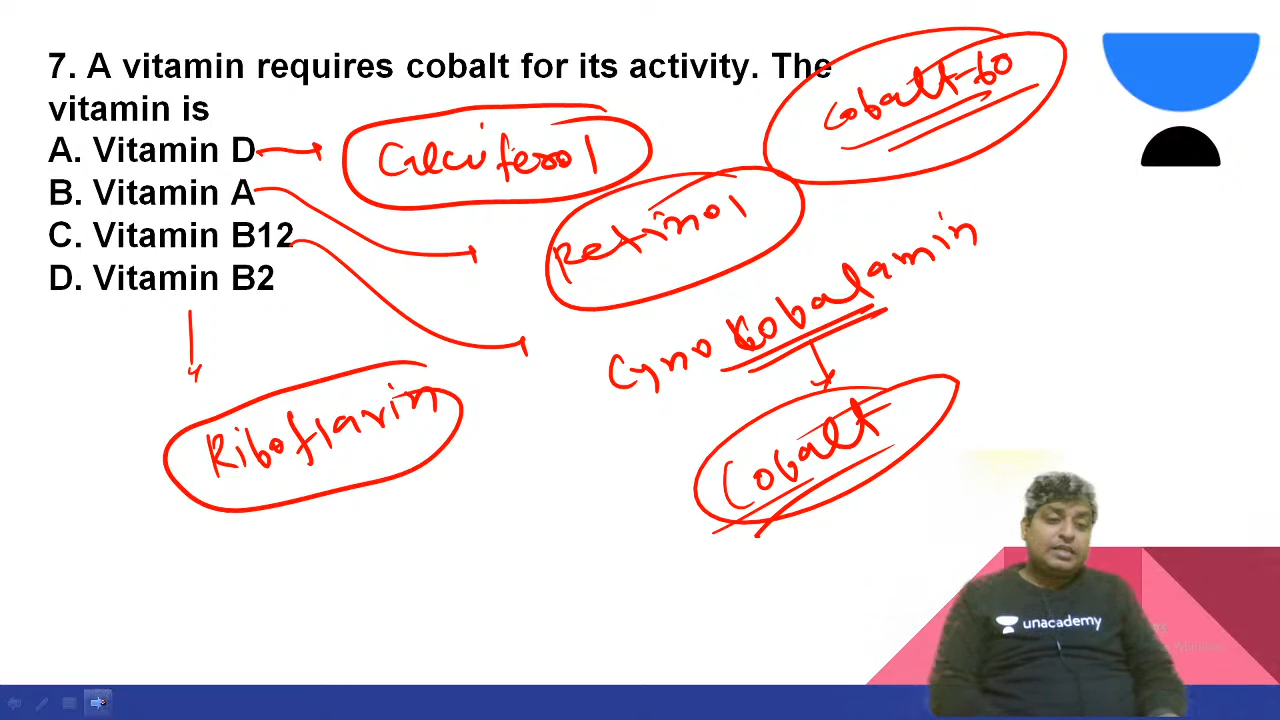 7. A vitamin requires cobalt for its activity. The
vitamin is
A. Vitamin D
B. Vitamin A
C. Vitamin B12
D. Vitamin B2
Cobalt-60
Calciferol
Retinol
Cyno Cobalamin
Cobalt
Riboflavin
unacademy